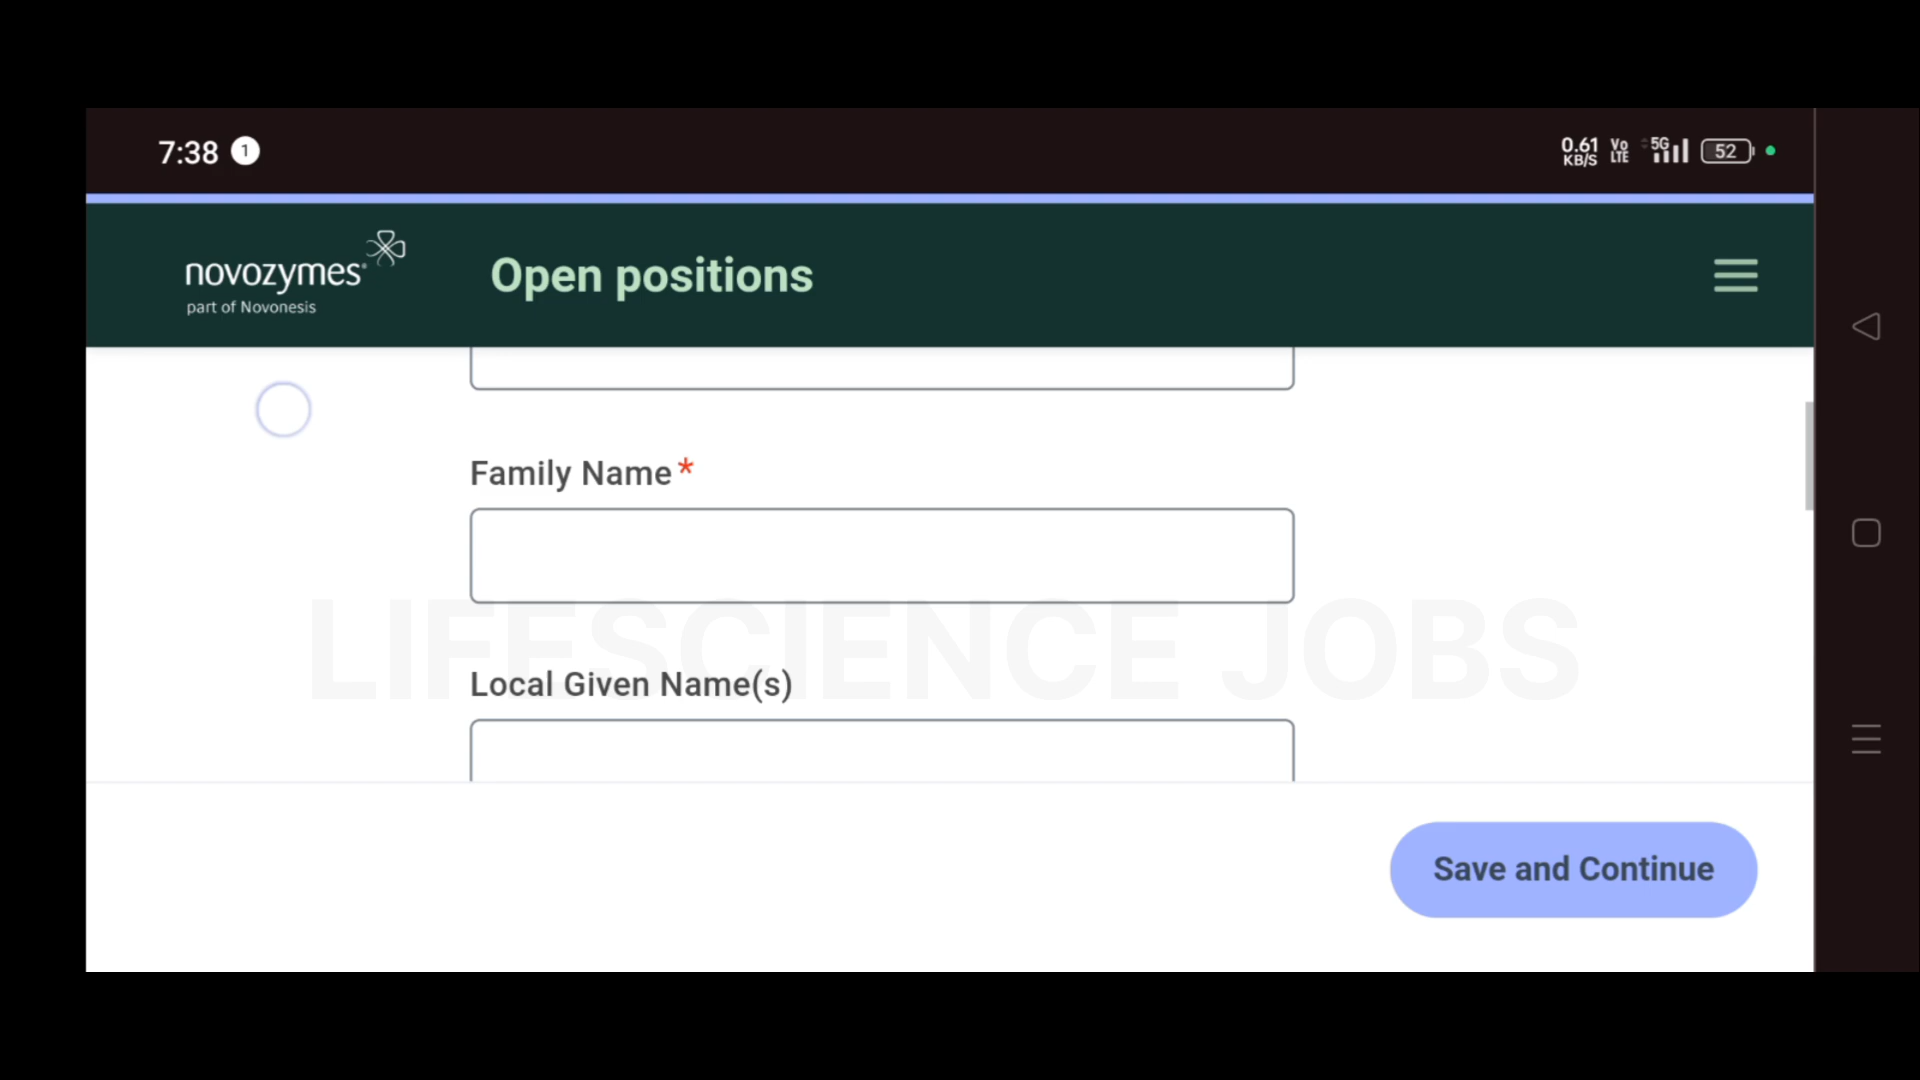 7:38 1
0.61 KB/S Vo LTE 5G 52
novozymes
part of Novonesis
Open positions
Family Name*
LIFESCIENCE JOBS
Local Given Name(s)
Save and Continue